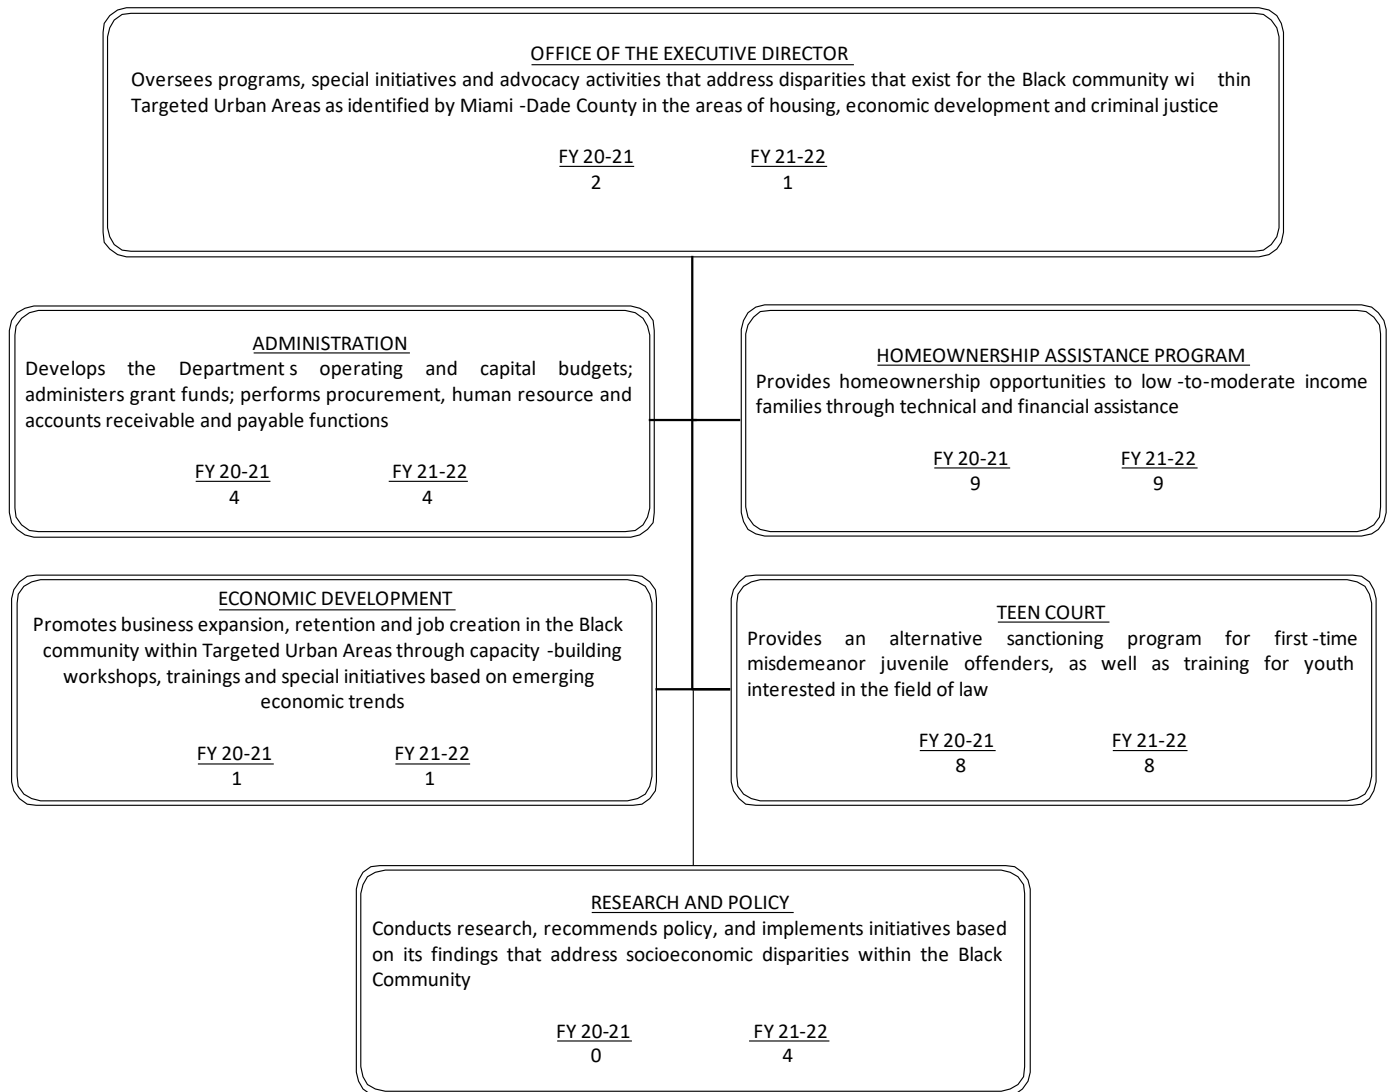 OFFICE OF THE EXECUTIVE DIRECTOR
Oversees programs, special initiatives and advocacy activities that address disparities that exist for the Black community wi thin
Targeted Urban Areas as identified by Miami -Dade County in the areas of housing, economic development and criminal justice
FY 20-21 FY 21-22
2 1
ADMINISTRATION
Develops the Department s operating and capital budgets;
administers grant funds; performs procurement, human resource and
accounts receivable and payable functions
FY 20-21 FY 21-22
4 4
HOMEOWNERSHIP ASSISTANCE PROGRAM
Provides homeownership opportunities to low -to-moderate income
families through technical and financial assistance
FY 20-21 FY 21-22
9 9
ECONOMIC DEVELOPMENT
Promotes business expansion, retention and job creation in the Black
community within Targeted Urban Areas through capacity -building
workshops, trainings and special initiatives based on emerging
economic trends
FY 20-21 FY 21-22
1 1
TEEN COURT
Provides an alternative sanctioning program for first -time
misdemeanor juvenile offenders, as well as training for youth
interested in the field of law
FY 20-21 FY 21-22
8 8
RESEARCH AND POLICY
Conducts research, recommends policy, and implements initiatives based
on its findings that address socioeconomic disparities within the Black
Community
FY 20-21 FY 21-22
0 4